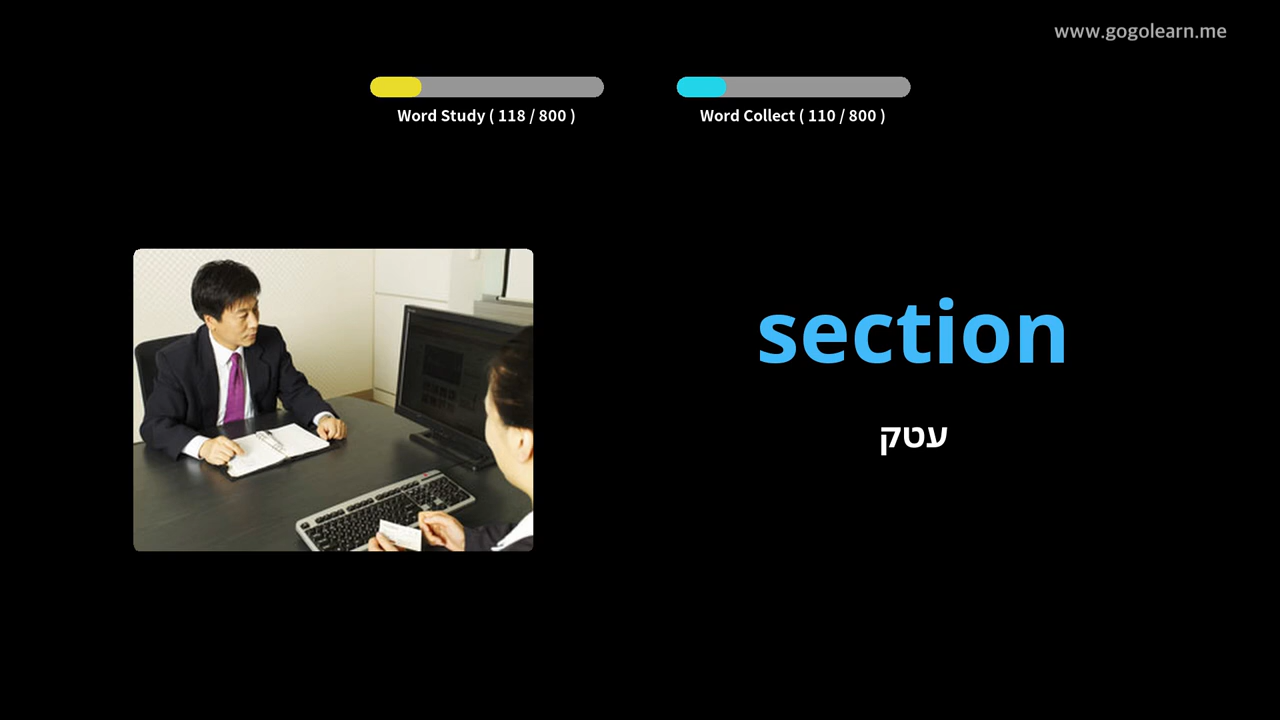 www.gogolearn.me
Word Study ( 118 / 800 )
Word Collect ( 110 / 800 )
section
עטק